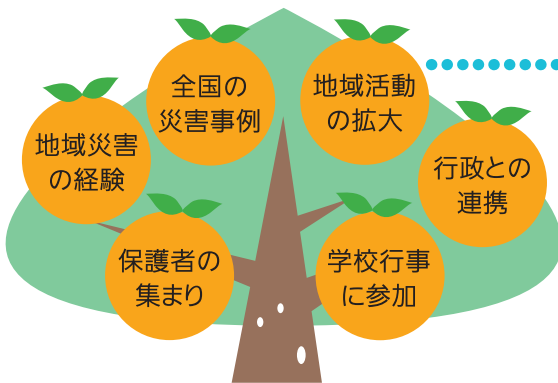 全国の
災害事例
地域活動
の拡大
地域災害
の経験
行政との
連携
保護者の
集まり
学校行事
に参加